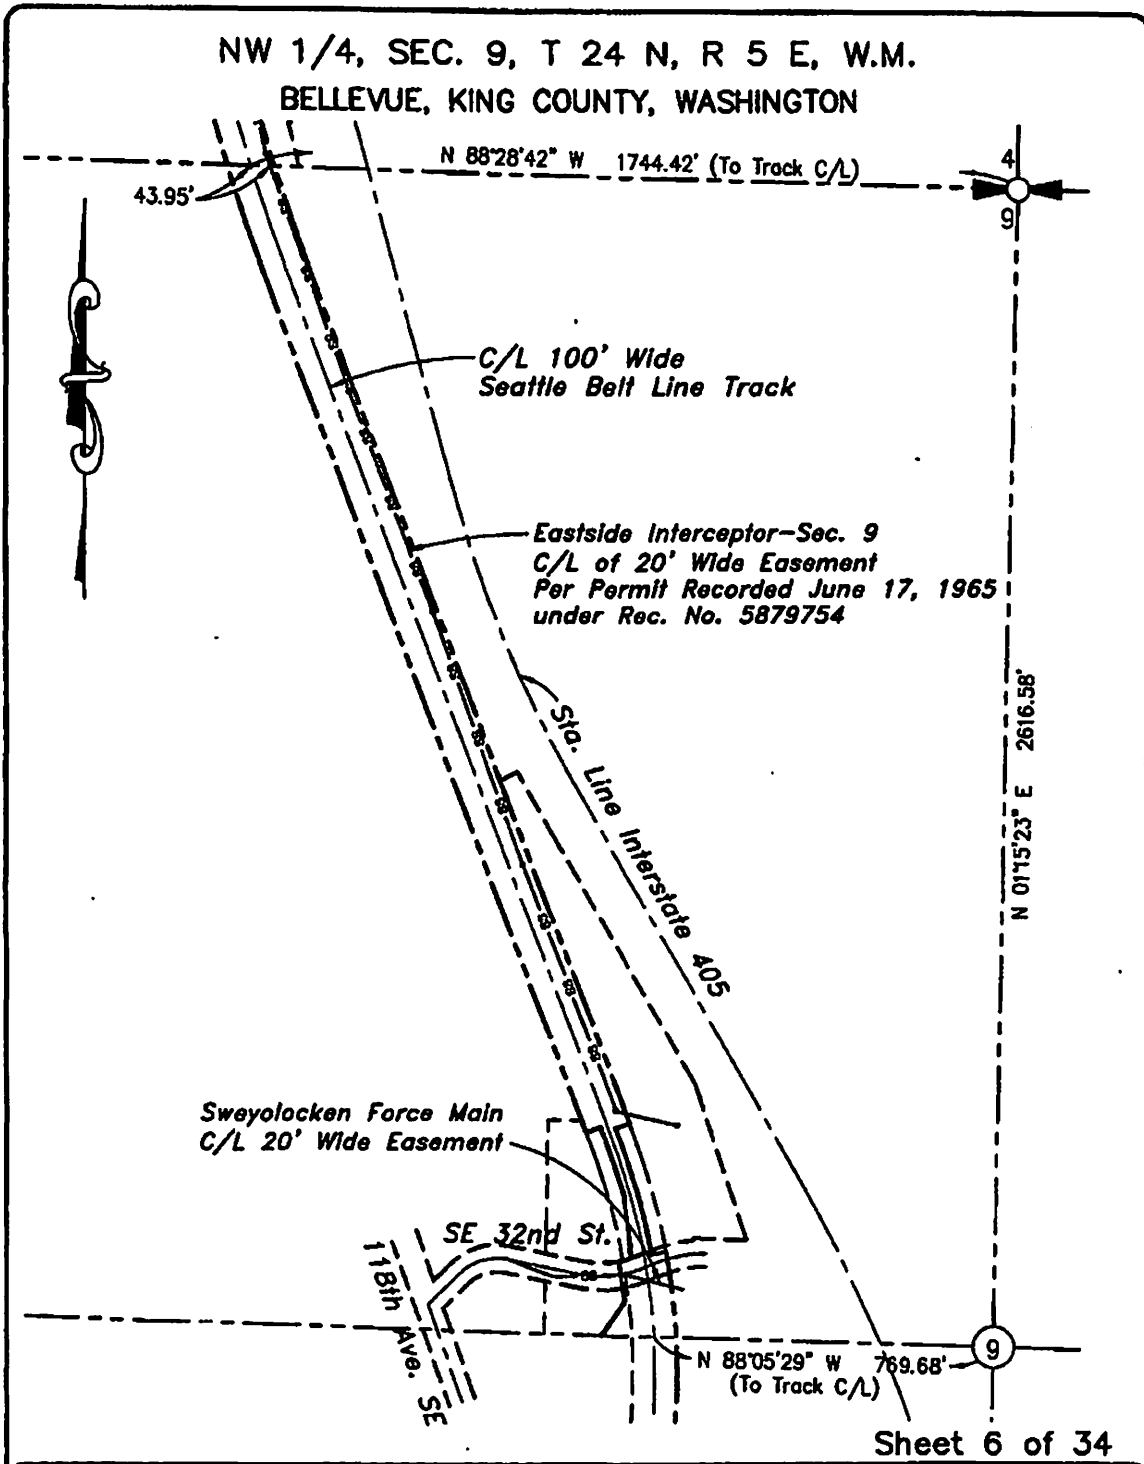 NW 1/4, SEC. 9, T 24 N, R 5 E, W.M.
BELLEVUE, KING COUNTY, WASHINGTON
N 88°28'42" W 1744.42' (To Track C/L)
4
9
43.95'
C/L 100' Wide
Seattle Belt Line Track
Eastside Interceptor-Sec. 9
C/L of 20' Wide Easement
Per Permit Recorded June 17, 1965
under Rec. No. 5879754
Sta. Line Interstate 405
N 01°15'23" E 2616.58'
Sweyolocken Force Main
C/L 20' Wide Easement
SE 32nd St.
118th Ave. SE
N 88°05'29" W 769.68'
(To Track C/L)
9
Sheet 6 of 34